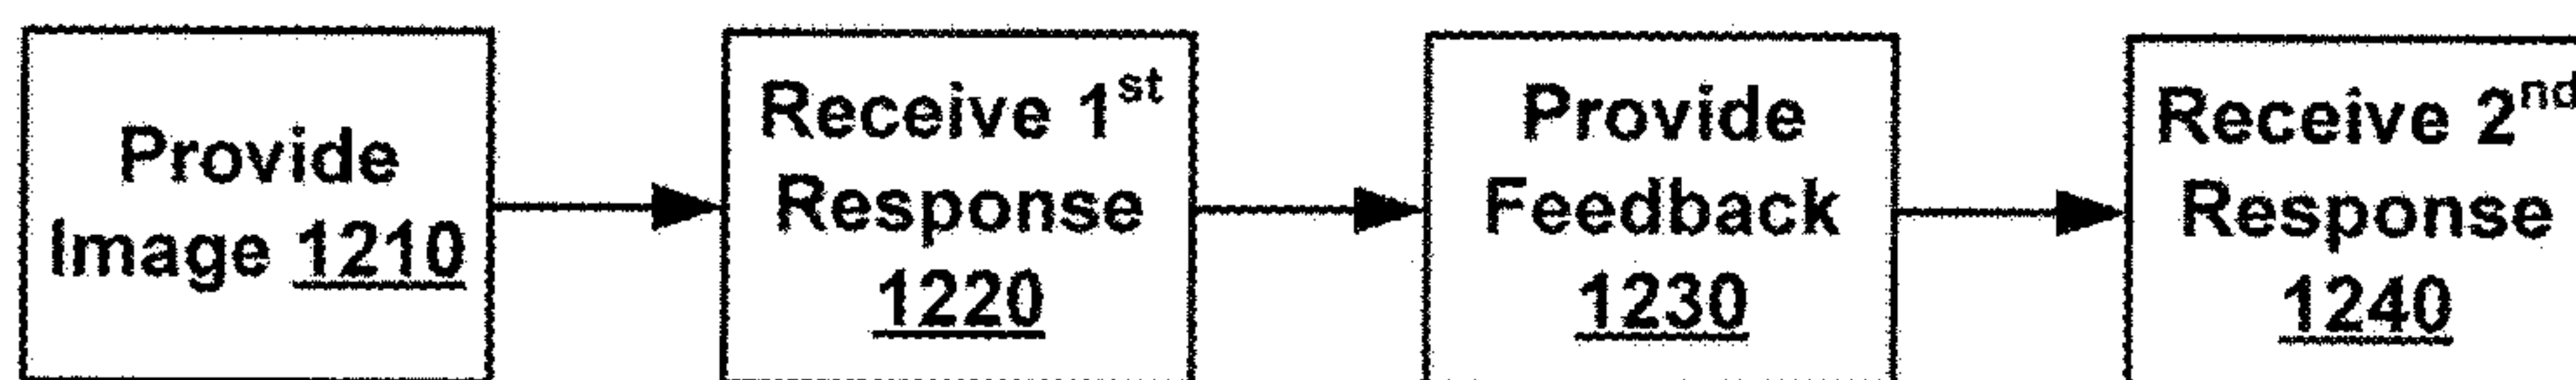 Provide
Image 1210
Receive 1st
Response
1220
Provide
Feedback
1230
Receive 2nd
Response
1240